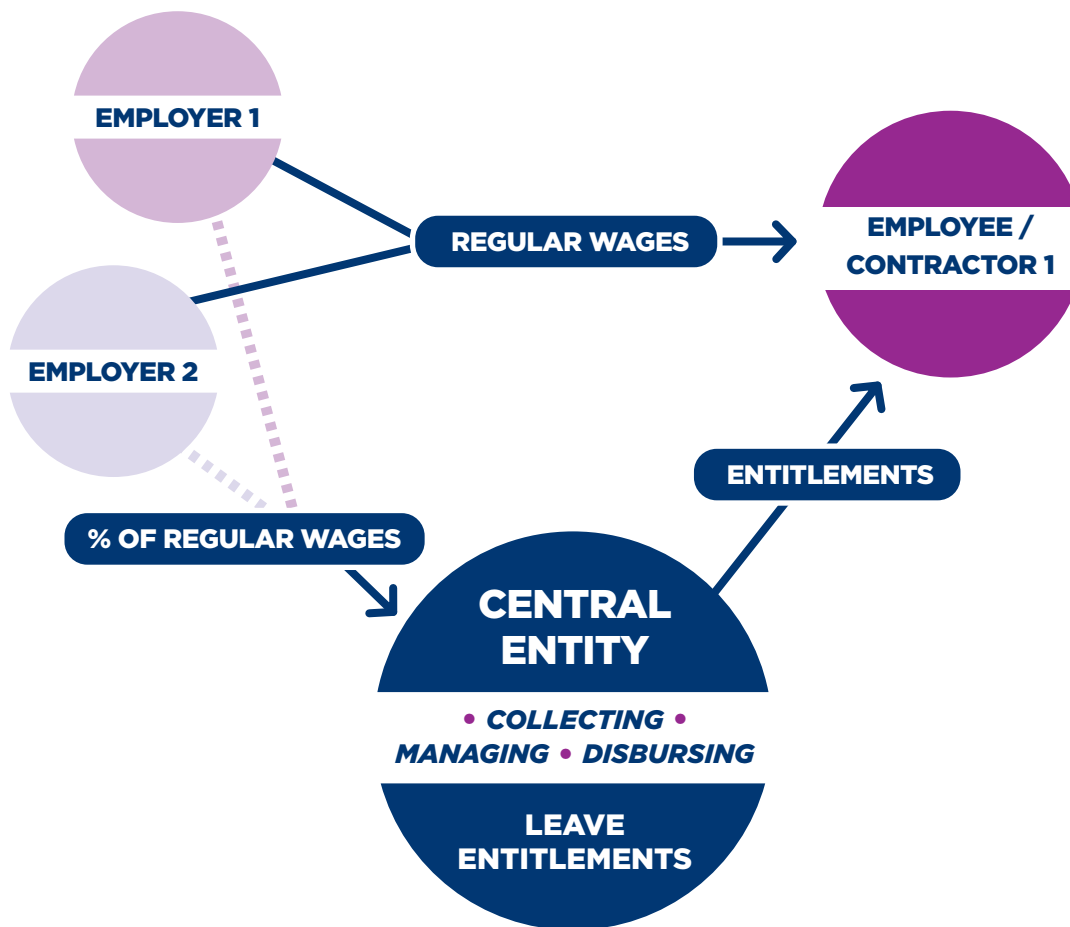 EMPLOYER 1
REGULAR WAGES
EMPLOYEE /
CONTRACTOR 1
EMPLOYER 2
ENTITLEMENTS
% OF REGULAR WAGES
CENTRAL
ENTITY
• COLLECTING •
MANAGING • DISBURSING
LEAVE
ENTITLEMENTS